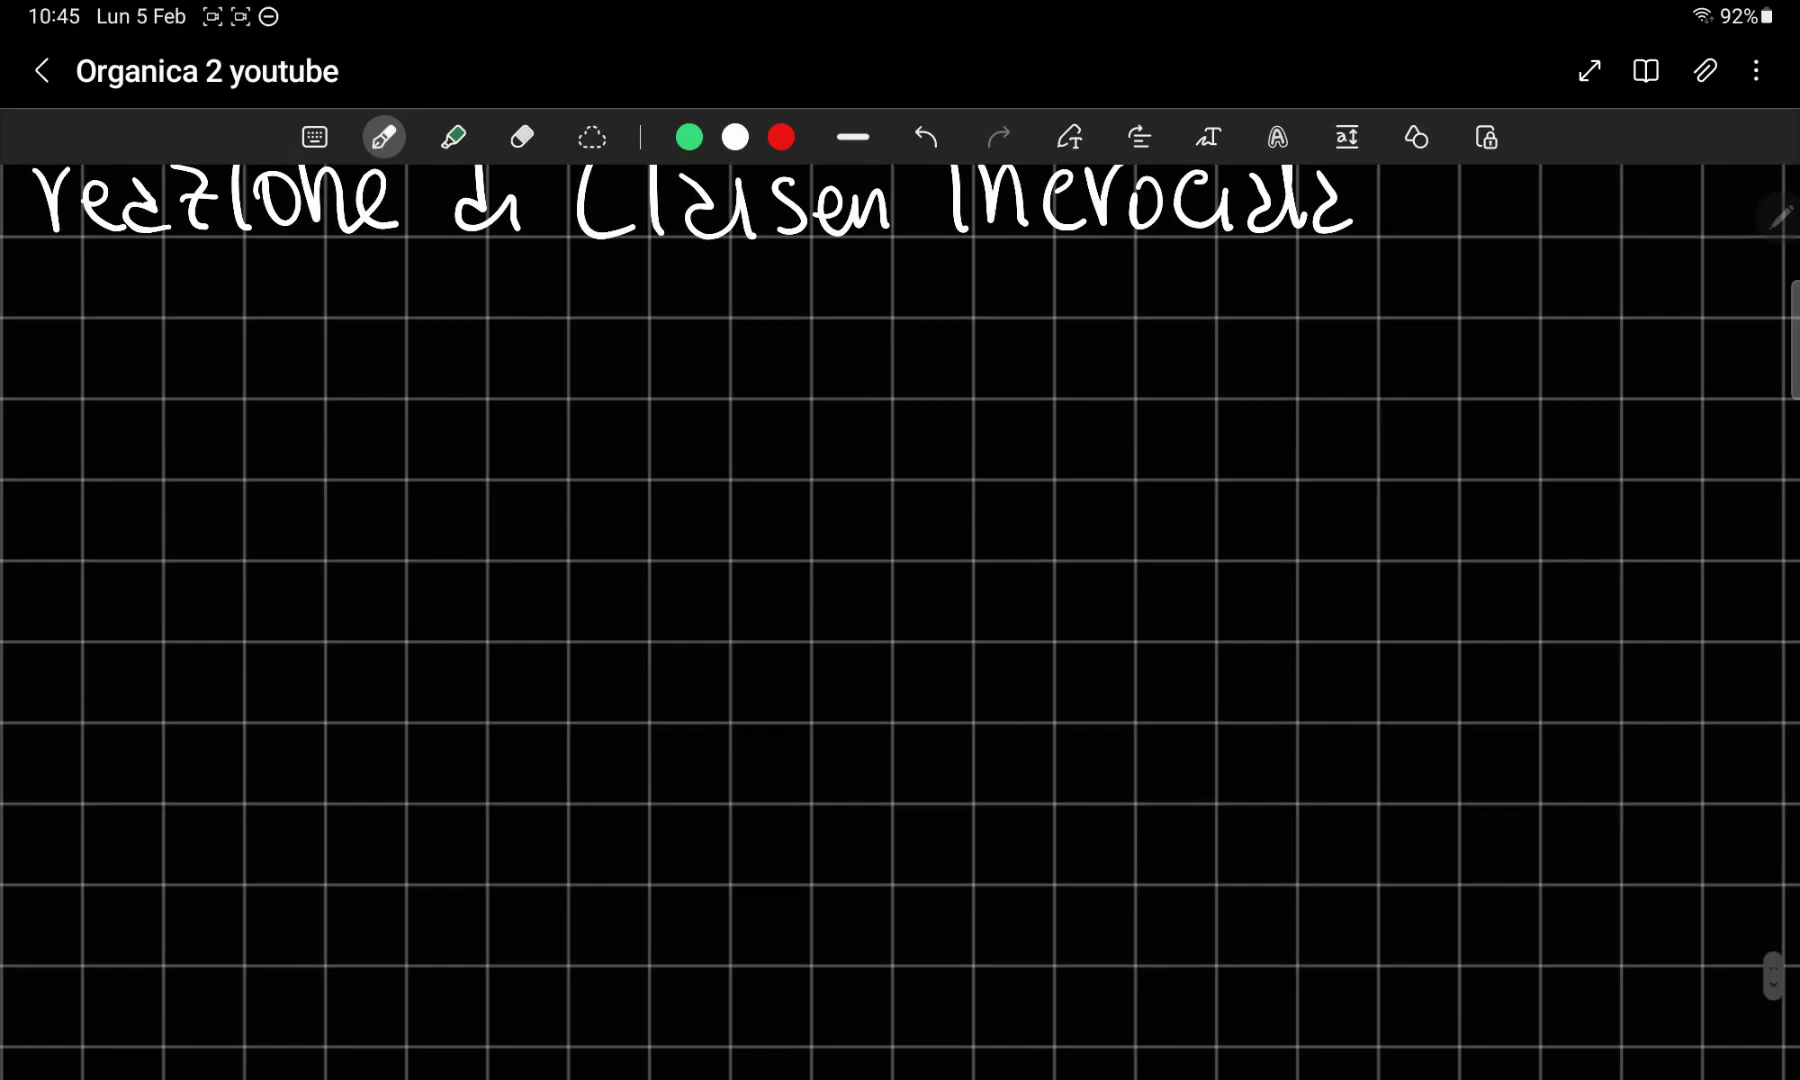 10:45 Lun 5 Feb 92%
Organica 2 youtube
reazione di Claisen Incrociata